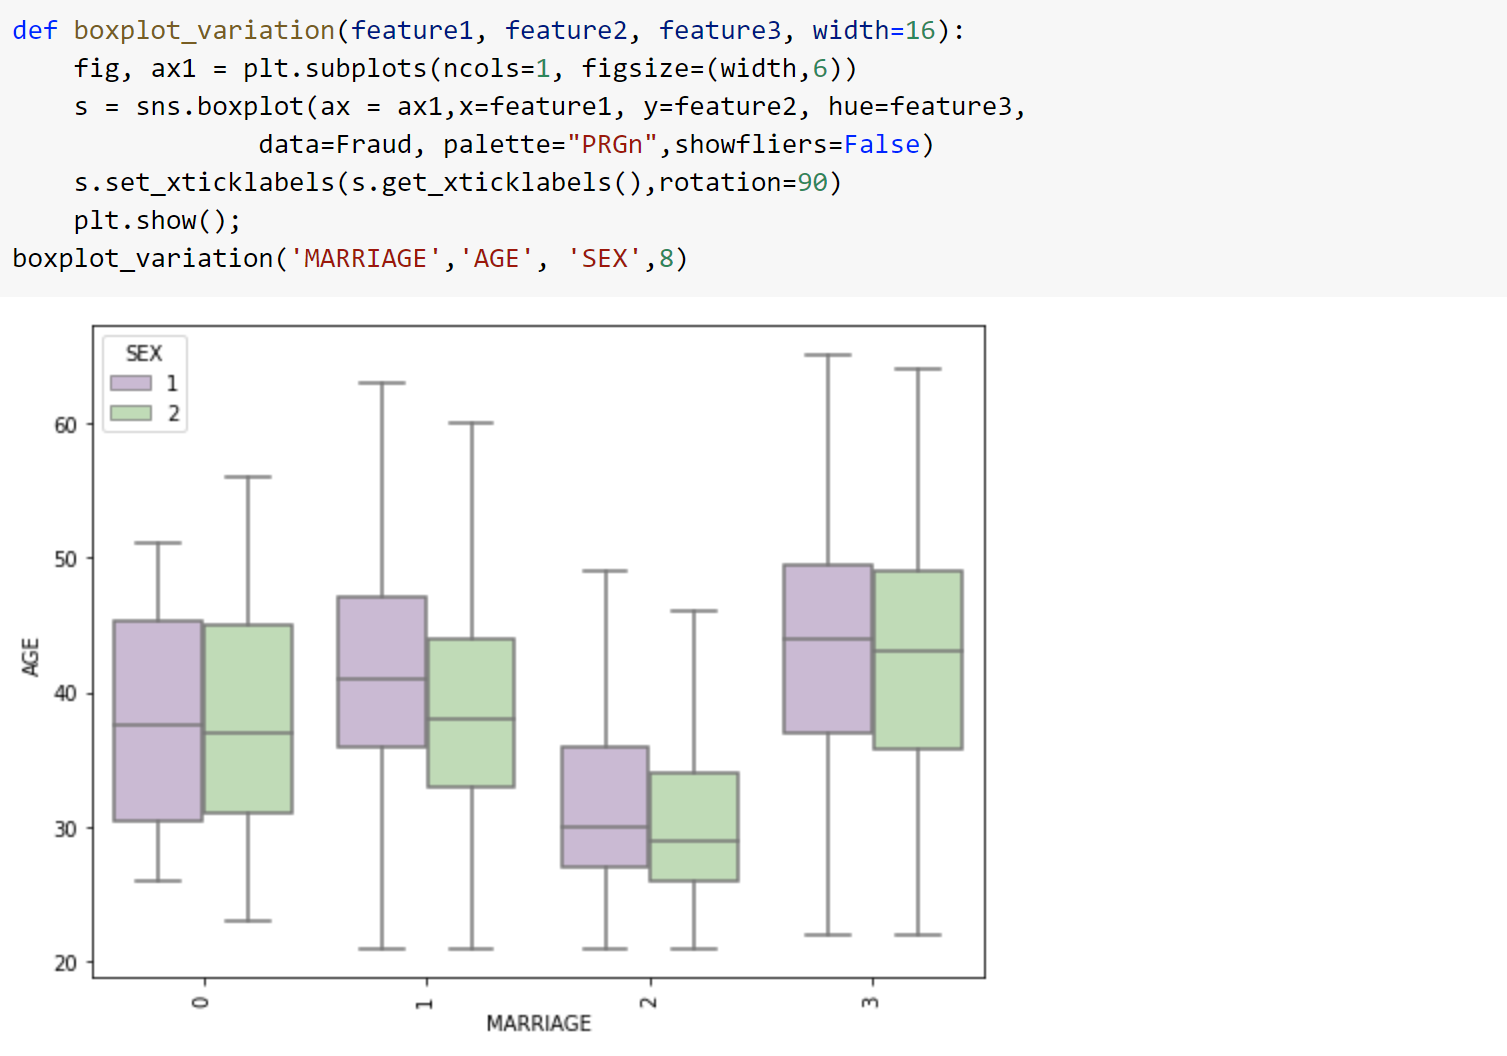 def boxplot_variation(feature1, feature2, feature3, width=16):
    fig, ax1 = plt.subplots(ncols=1, figsize=(width,6))
    s = sns.boxplot(ax = ax1,x=feature1, y=feature2, hue=feature3,
                data=Fraud, palette="PRGn",showfliers=False)
    s.set_xticklabels(s.get_xticklabels(),rotation=90)
    plt.show();
boxplot_variation('MARRIAGE','AGE', 'SEX',8)
SEX
1
2
60
50
40
30
20
AGE
0
1
2
3
MARRIAGE